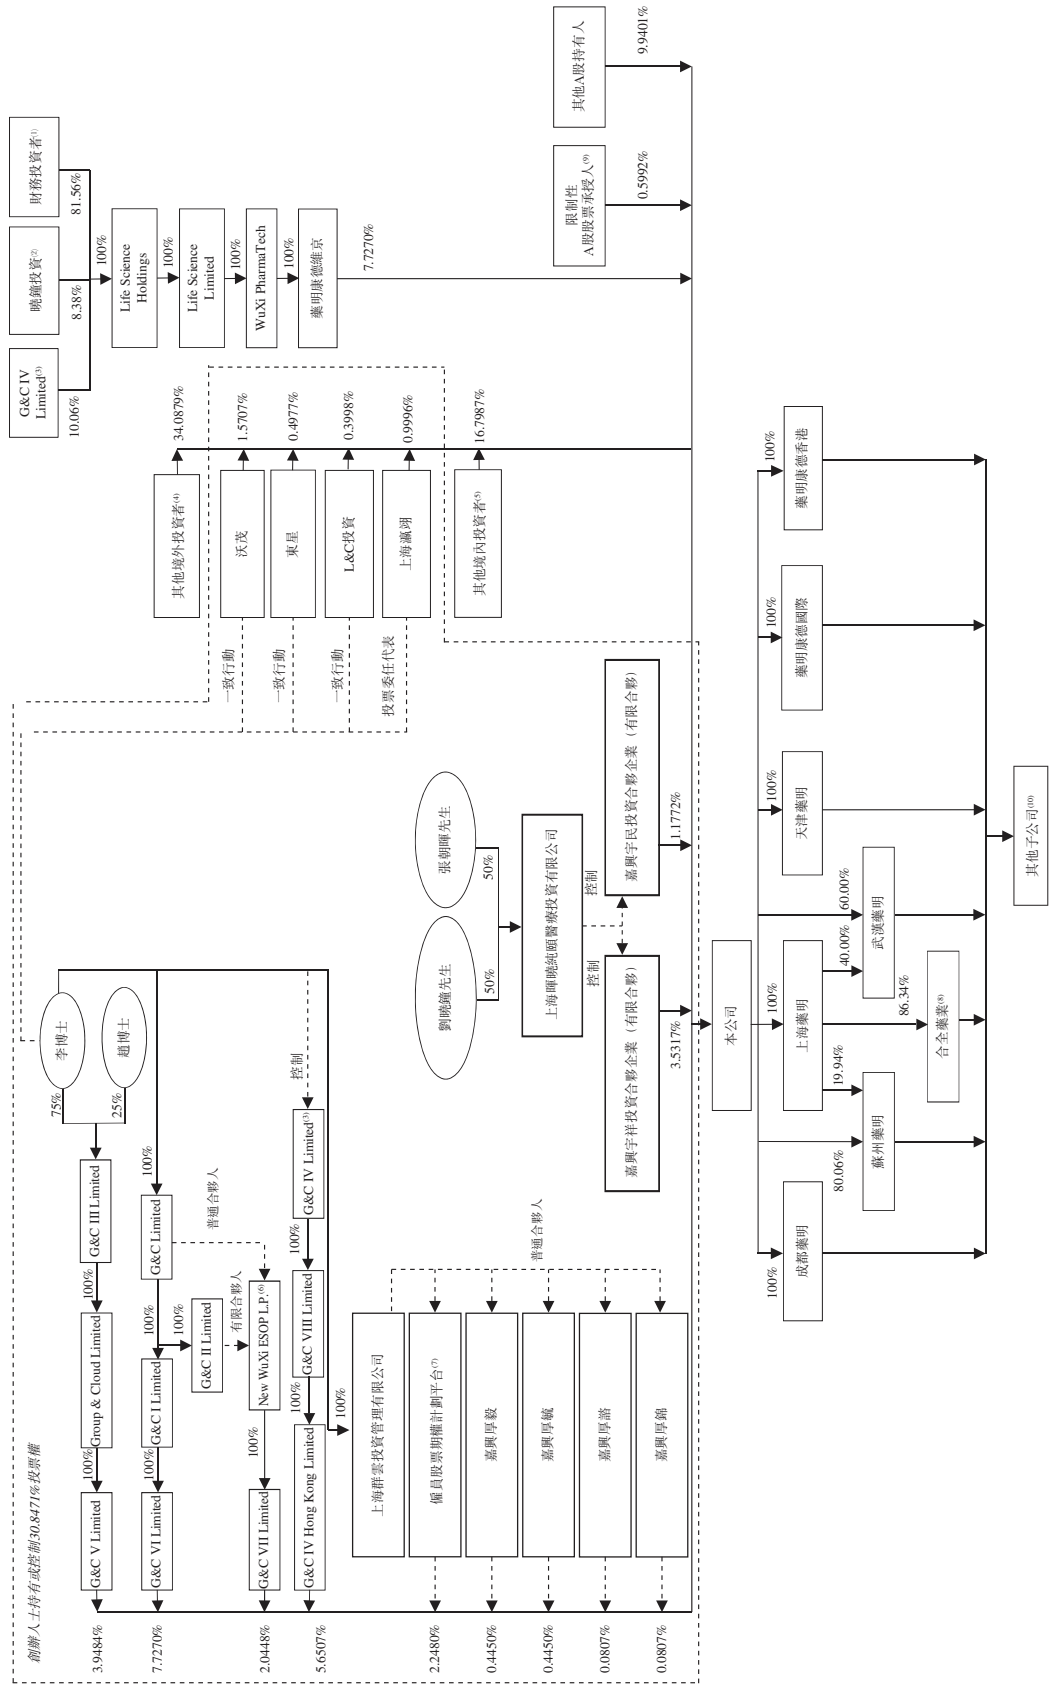 創辦人士持有或控制30.8471%投票權
李博士
趙博士
75%
25%
G&C III Limited
100%
Group & Cloud Limited
100%
G&C V Limited
3.9484%
100%
G&C Limited
100%
G&C I Limited
100%
G&C VI Limited
7.7270%
100%
G&C II Limited
普通合夥人
有限合夥人
New WuXi ESOP L.P.⁽⁶⁾
100%
G&C VII Limited
2.0448%
控制
G&C IV Limited⁽³⁾
100%
G&C VIII Limited
100%
G&C IV Hong Kong Limited
5.6507%
100%
上海群雲投資管理有限公司
普通合夥人
僱員股票期權計劃平台⁽⁷⁾
2.2480%
嘉興厚毅
0.4450%
嘉興厚毓
0.4450%
嘉興厚諮
0.0807%
嘉興厚錦
0.0807%
劉曉鐘先生
張朝暉先生
50%
50%
上海暉曉純頤醫療投資有限公司
控制
控制
嘉興宇祥投資合夥企業（有限合夥）
嘉興宇民投資合夥企業（有限合夥）
3.5317%
1.1772%
其他境外投資者⁽⁴⁾
34.0879%
一致行動
沃茂
1.5707%
一致行動
東星
0.4977%
一致行動
L&C投資
0.3998%
投票委任代表
上海瀛翊
0.9996%
其他境內投資者⁽⁵⁾
16.7987%
G&C IV
Limited⁽³⁾
曉鐘投資⁽²⁾
財務投資者⁽¹⁾
10.06%
8.38%
81.56%
100%
Life Science
Holdings
100%
Life Science
Limited
100%
WuXi PharmaTech
100%
藥明康德維京
7.7270%
限制性
A股股票承授人⁽⁹⁾
0.5992%
其他A股持有人
9.9401%
本公司
100%
成都藥明
80.06%
蘇州藥明
19.94%
100%
上海藥明
86.34%
合全藥業⁽⁸⁾
40.00%
60.00%
武漢藥明
100%
天津藥明
100%
藥明康德國際
100%
藥明康德香港
其他子公司⁽¹⁰⁾